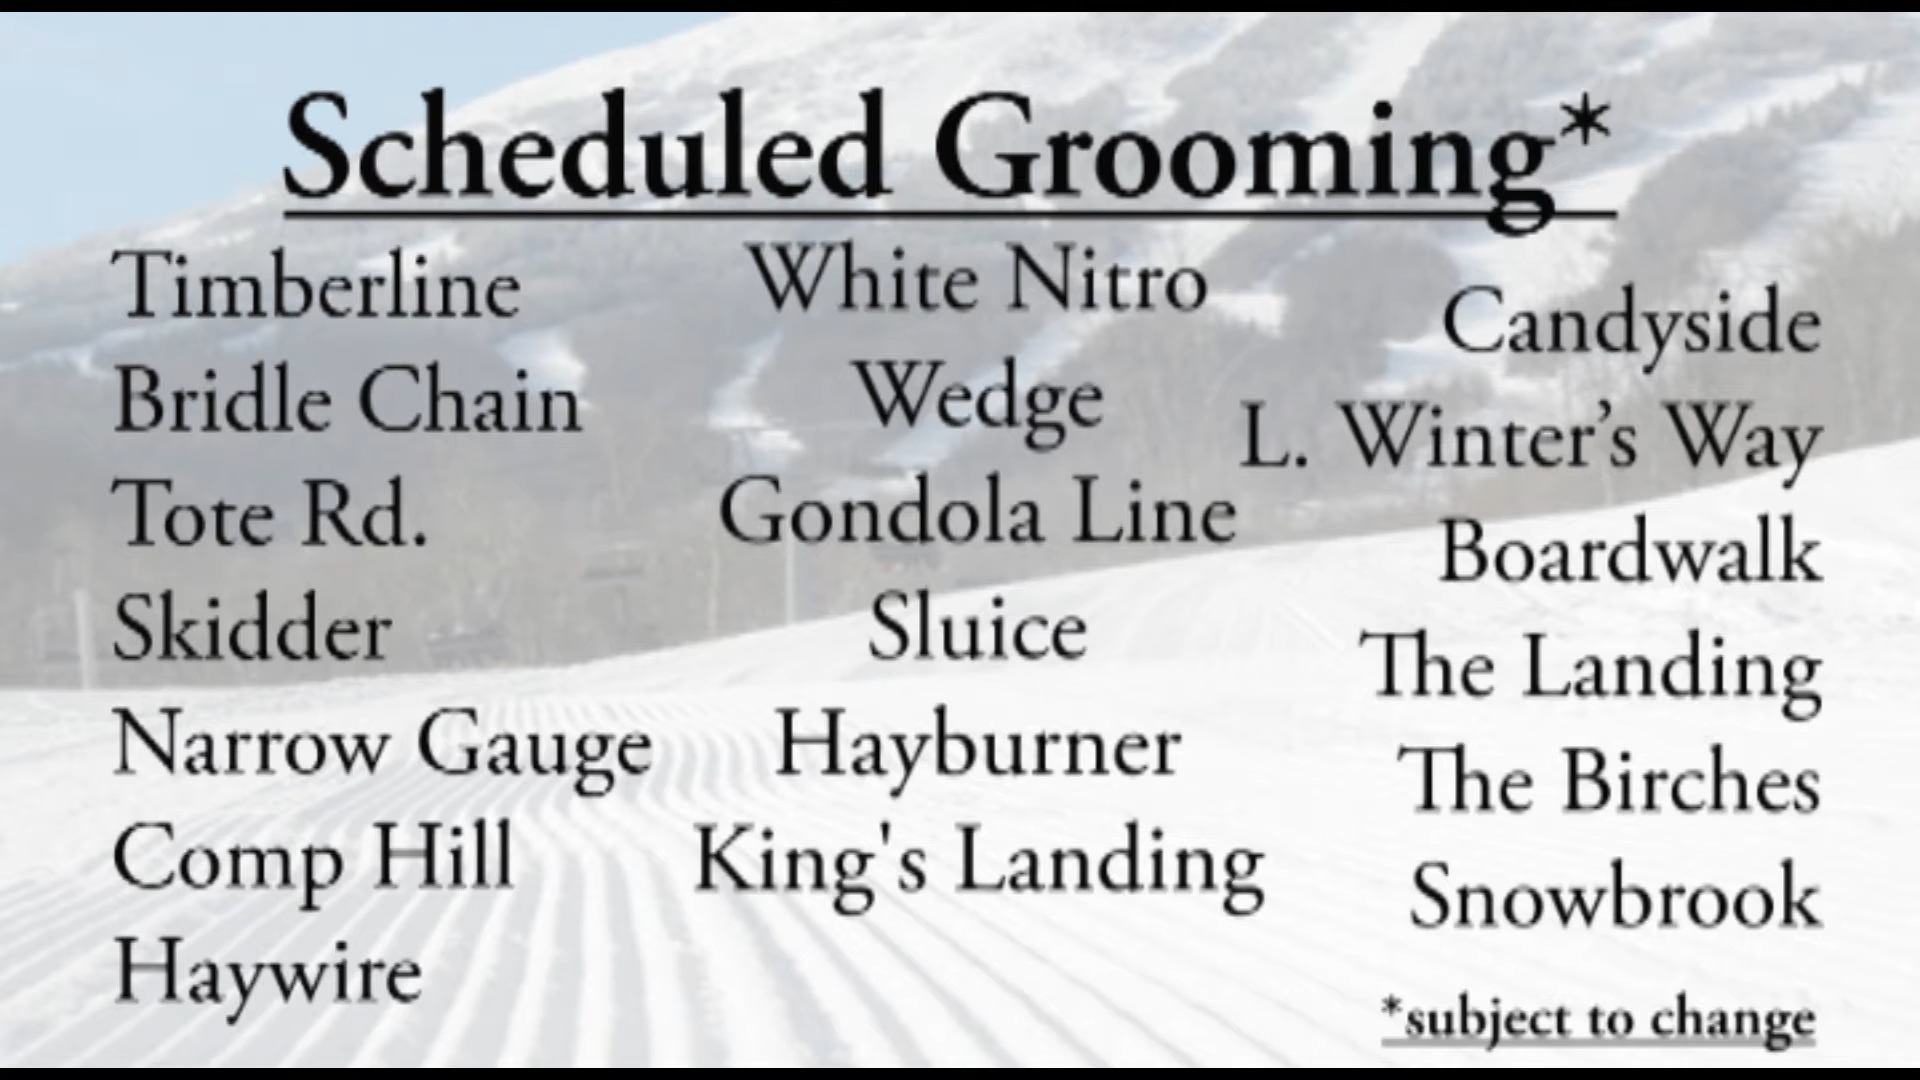 Scheduled Grooming*
Timberline
Bridle Chain
Tote Rd.
Skidder
Narrow Gauge
Comp Hill
Haywire
White Nitro
Wedge
Gondola Line
Sluice
Hayburner
King's Landing
Candyside
L. Winter’s Way
Boardwalk
The Landing
The Birches
Snowbrook
*subject to change